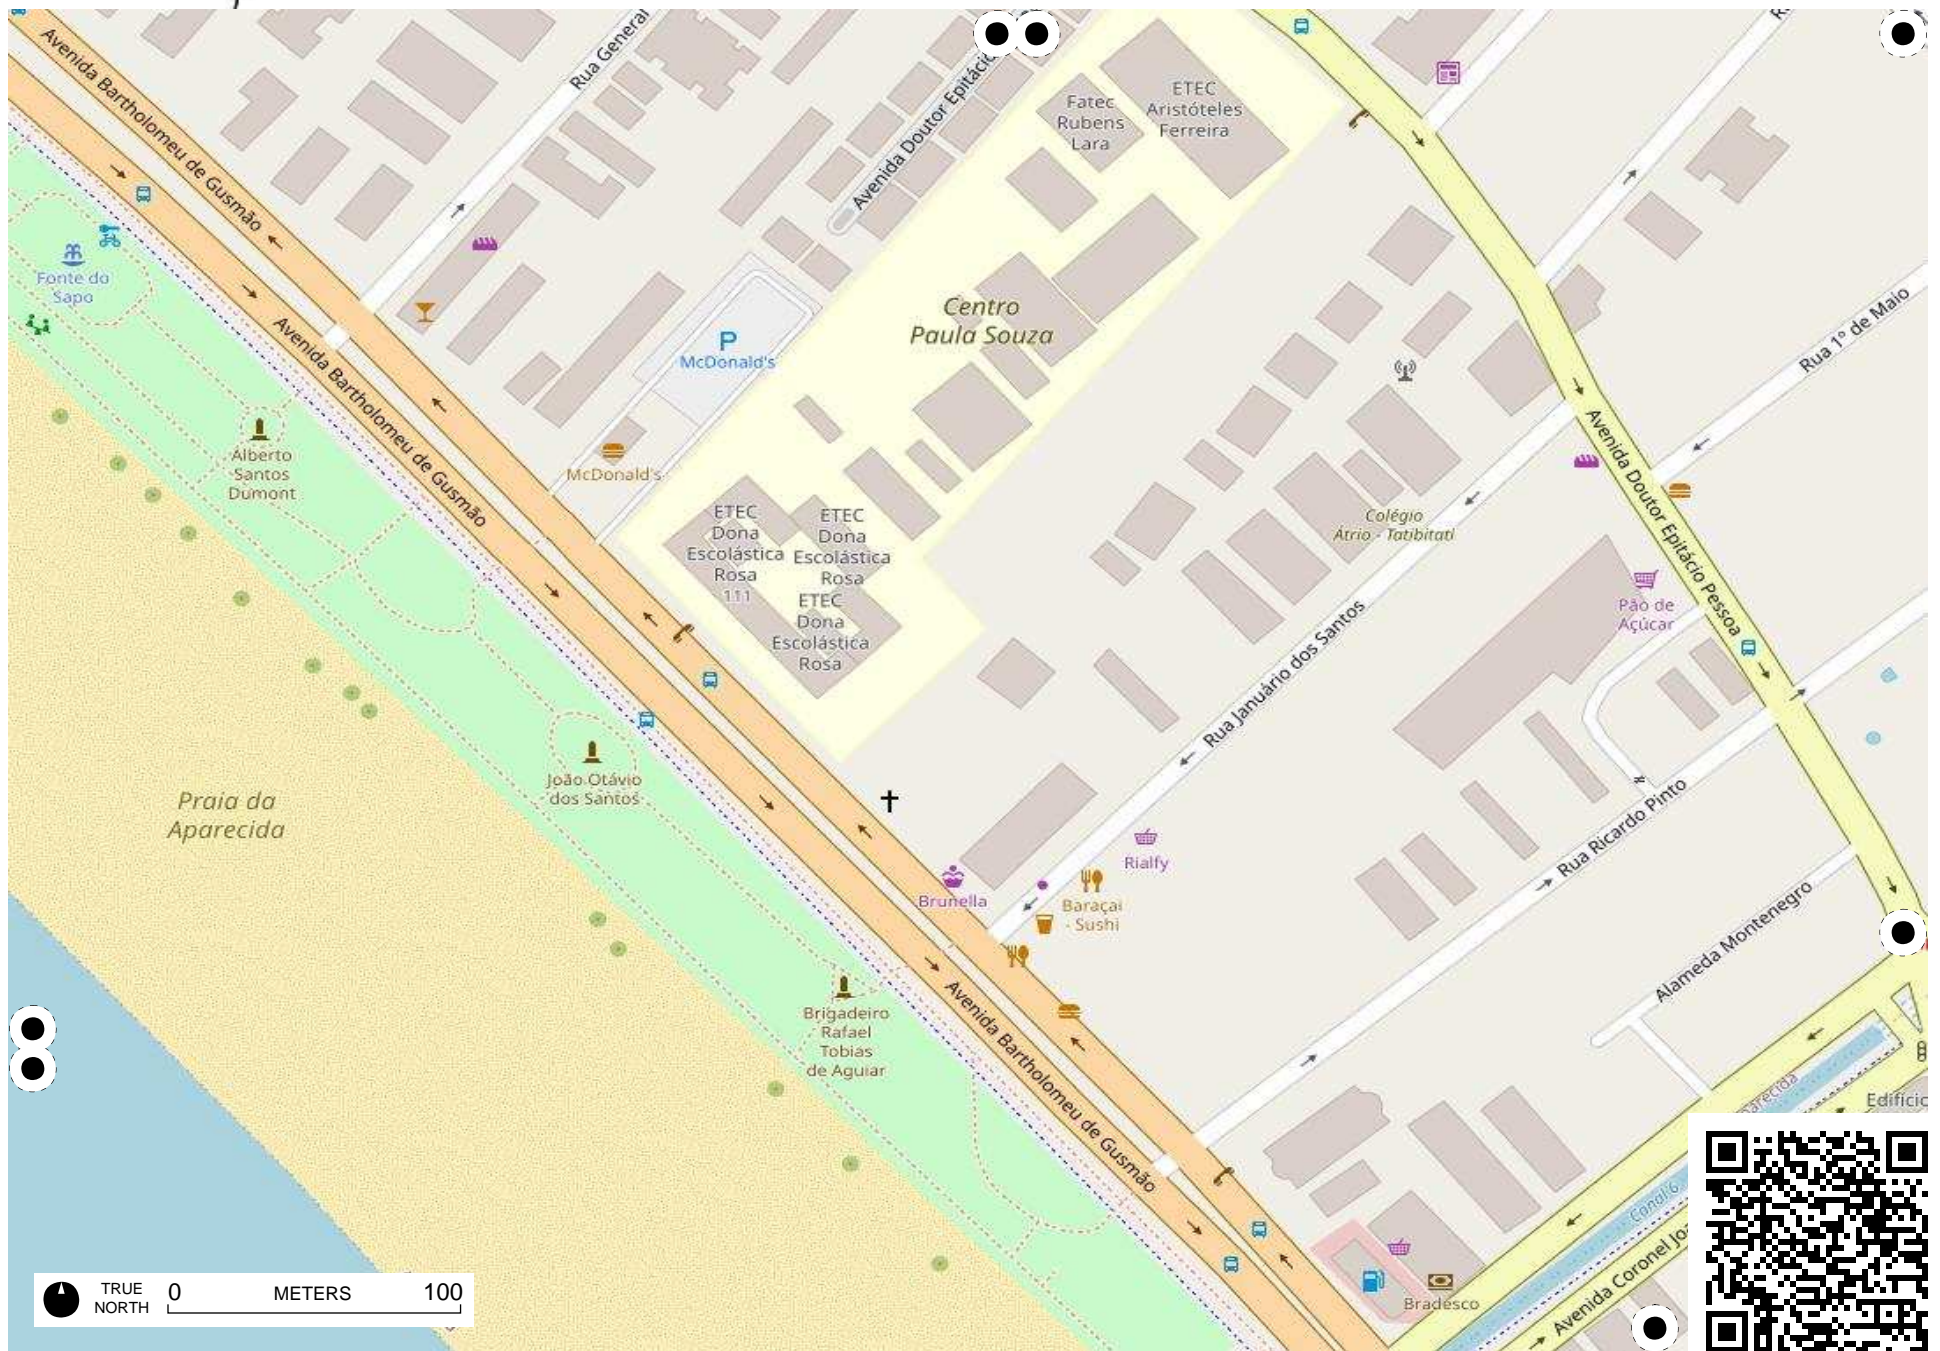 Avenida Bartholomeu de Gusmão
Rua General
Avenida Doutor Epitácio
Fatec
Rubens
Lara
ETEC
Aristóteles
Ferreira
Fonte do
Sapo
Avenida Bartholomeu de Gusmão
P
McDonald's
Centro
Paula Souza
Rua 1º de Maio
Alberto
Santos
Dumont
McDonald's
ETEC
Dona
Escolástica
Rosa
111
ETEC
Dona
Escolástica
Rosa
ETEC
Dona
Escolástica
Rosa
Colégio
Átrio - Tatibitati
Avenida Doutor Epitácio Pessoa
Pão de
Açúcar
Rua Januário dos Santos
João Otávio
dos Santos
Praia da
Aparecida
Rua Ricardo Pinto
Rialfy
Brunella
Baraçai
- Sushi
Alameda Montenegro
Brigadeiro
Rafael
Tobias
de Aguiar
Avenida Bartholomeu de Gusmão
Canal 6
Avenida Coronel Joa
Bradesco
TRUE
NORTH
0 METERS 100